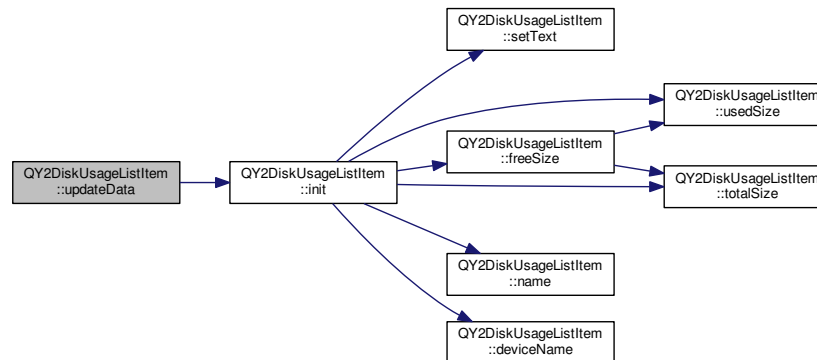 QY2DiskUsageListItem
::updateData
QY2DiskUsageListItem
::init
QY2DiskUsageListItem
::setText
QY2DiskUsageListItem
::freeSize
QY2DiskUsageListItem
::name
QY2DiskUsageListItem
::deviceName
QY2DiskUsageListItem
::usedSize
QY2DiskUsageListItem
::totalSize